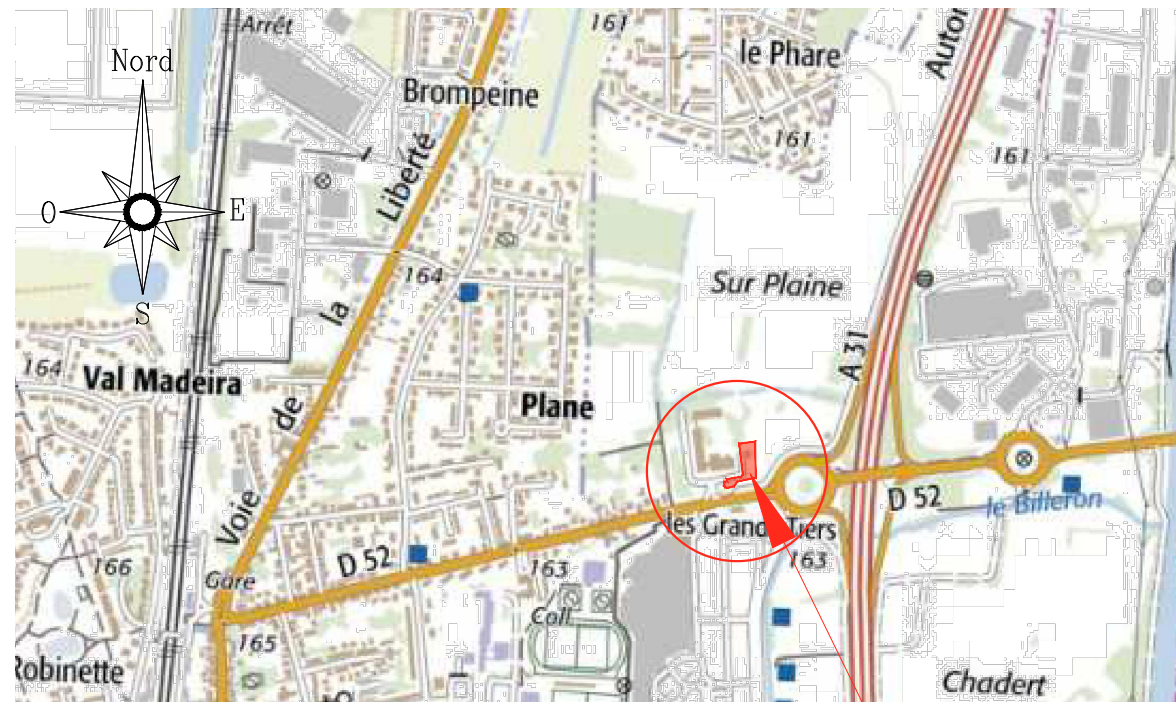 Arrêt
161
Nord
le Phare
Autor
Brompeine
161
161
Liberté
O
E
164
Sur Plaine
la
S
A 31
164
Val Madeira
de
Plane
Voie
D 52
le Billeron
les Grands Tiers
D 52
163
163
166
Gare
Coll.
165
Robinette
Chadert